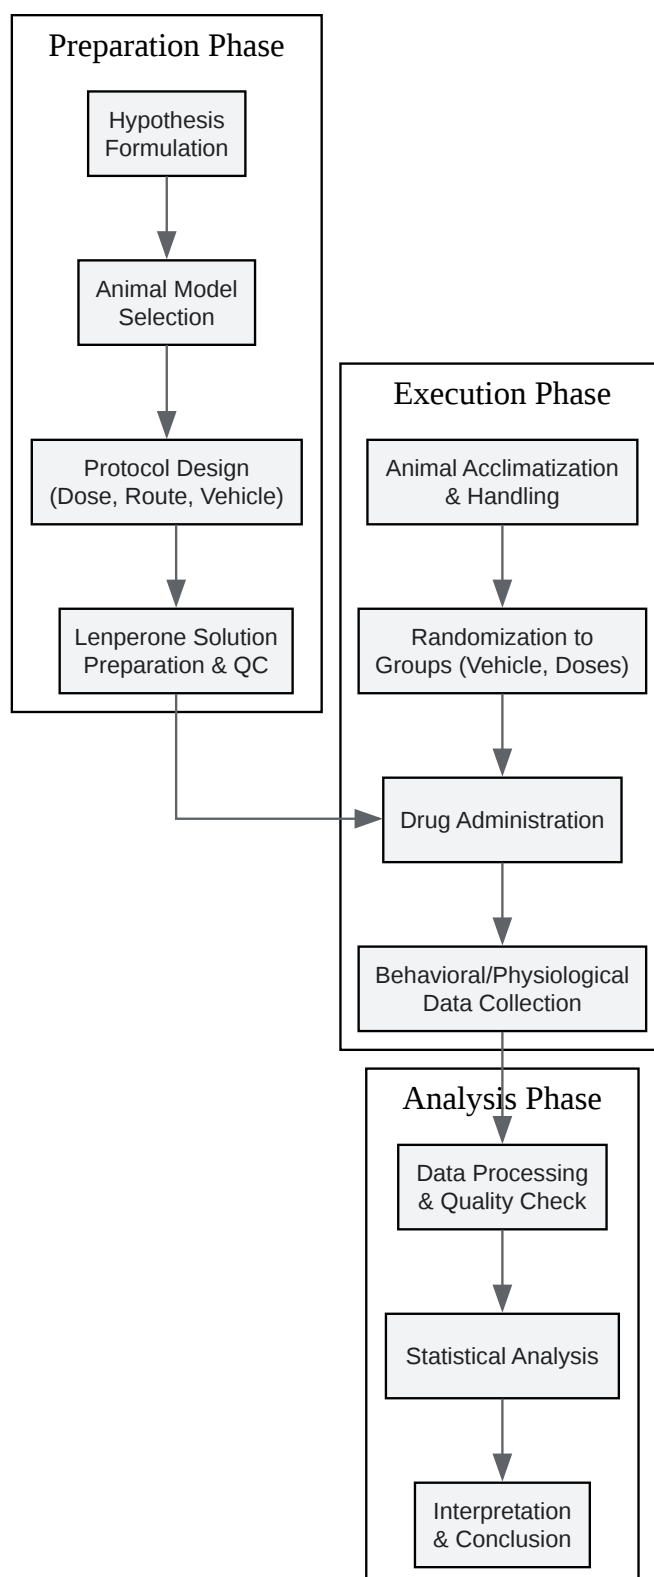 Preparation Phase
Hypothesis
Formulation
Animal Model
Selection
Protocol Design
(Dose, Route, Vehicle)
Lenperone Solution
Preparation & QC
Execution Phase
Animal Acclimatization
& Handling
Randomization to
Groups (Vehicle, Doses)
Drug Administration
Behavioral/Physiological
Data Collection
Analysis Phase
Data Processing
& Quality Check
Statistical Analysis
Interpretation
& Conclusion